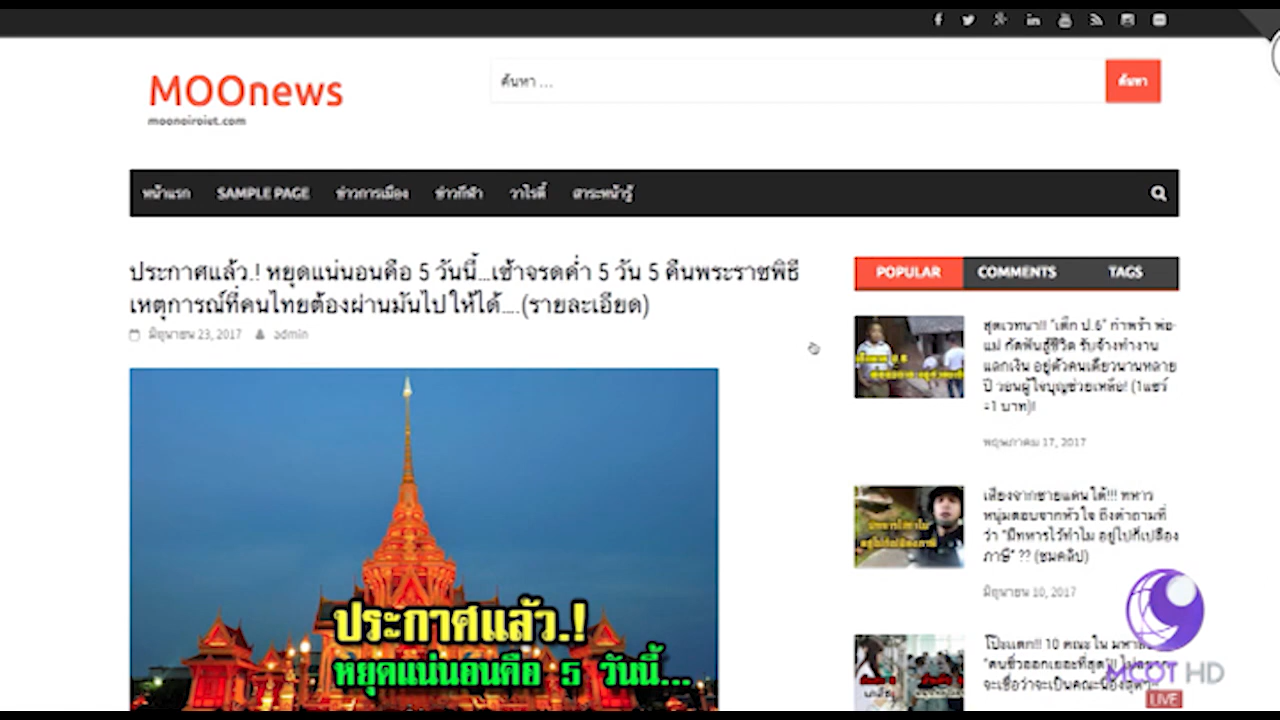 MOOnews
moonoiroiet.com
ค้นหา ...
ค้นหา
หน้าแรก SAMPLE PAGE ข่าวการเมือง ข่าวกีฬา วาไรตี้ สาระหน้ารู้
ประกาศแล้ว.! หยุดแน่นอนคือ 5 วันนี้...เช้าจรดค่ำ 5 วัน 5 คืนพระราชพิธี
เหตุการณ์ที่คนไทยต้องผ่านมันไปให้ได้....(รายละเอียด)
มิถุนายน 23, 2017 admin
ประกาศแล้ว.!
หยุดแน่นอนคือ 5 วันนี้...
POPULAR COMMENTS TAGS
สุดเวทนา!! "เด็ก ป.6" กำพร้า พ่อ-
แม่ กัดฟันสู้ชีวิต รับจ้างทำงาน
แลกเงิน อยู่ตัวคนเดียวนานหลาย
ปี วอนผู้ใจบุญช่วยเหลือ! (1แชร์
=1 บาท)!
พฤษภาคม 17, 2017
เสียงจากชายแดนใต้!!! ทหาร
หนุ่มตอบจากหัวใจ ถึงคำถามที่
ว่า "มีทหารไว้ทำไม อยู่ไปก็เปลือง
ภาษี" ?? (ชมคลิป)
มิถุนายน 10, 2017
โป๊ะแตก!!! 10 คณะใน
MCOT HD
LIVE